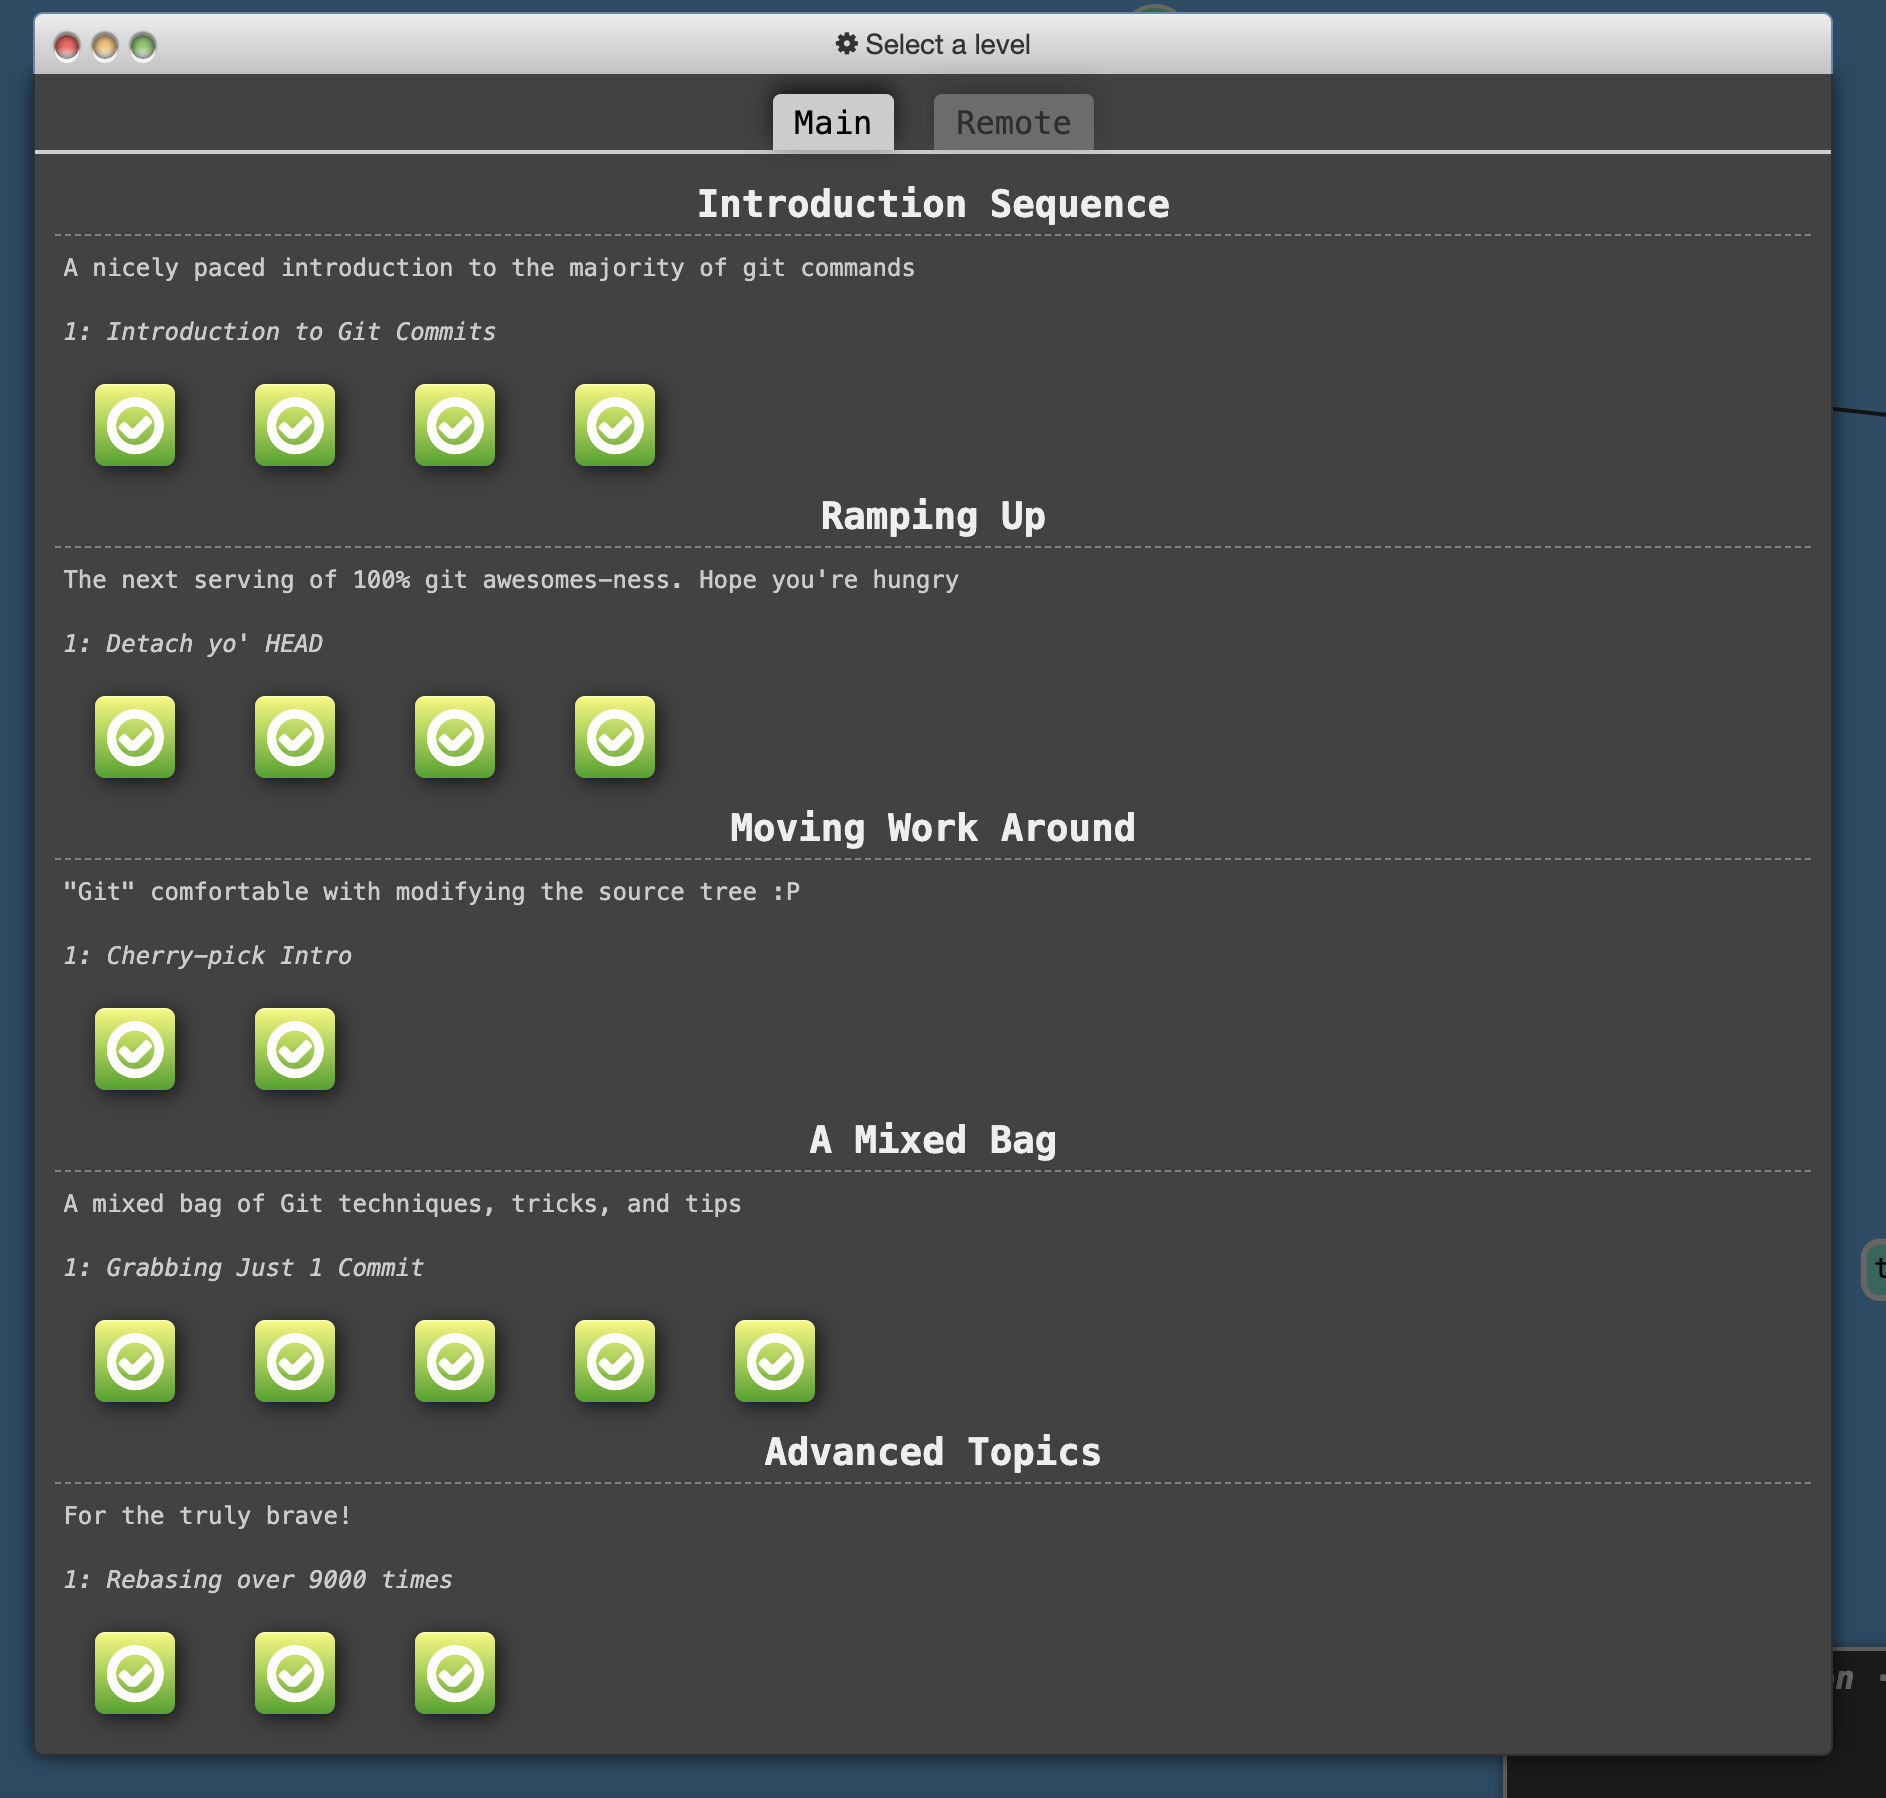 Select a level
Main
Remote
Introduction Sequence
A nicely paced introduction to the majority of git commands
1: Introduction to Git Commits
Ramping Up
The next serving of 100% git awesomes-ness. Hope you're hungry
1: Detach yo' HEAD
Moving Work Around
"Git" comfortable with modifying the source tree :P
1: Cherry-pick Intro
A Mixed Bag
A mixed bag of Git techniques, tricks, and tips
1: Grabbing Just 1 Commit
Advanced Topics
For the truly brave!
1: Rebasing over 9000 times